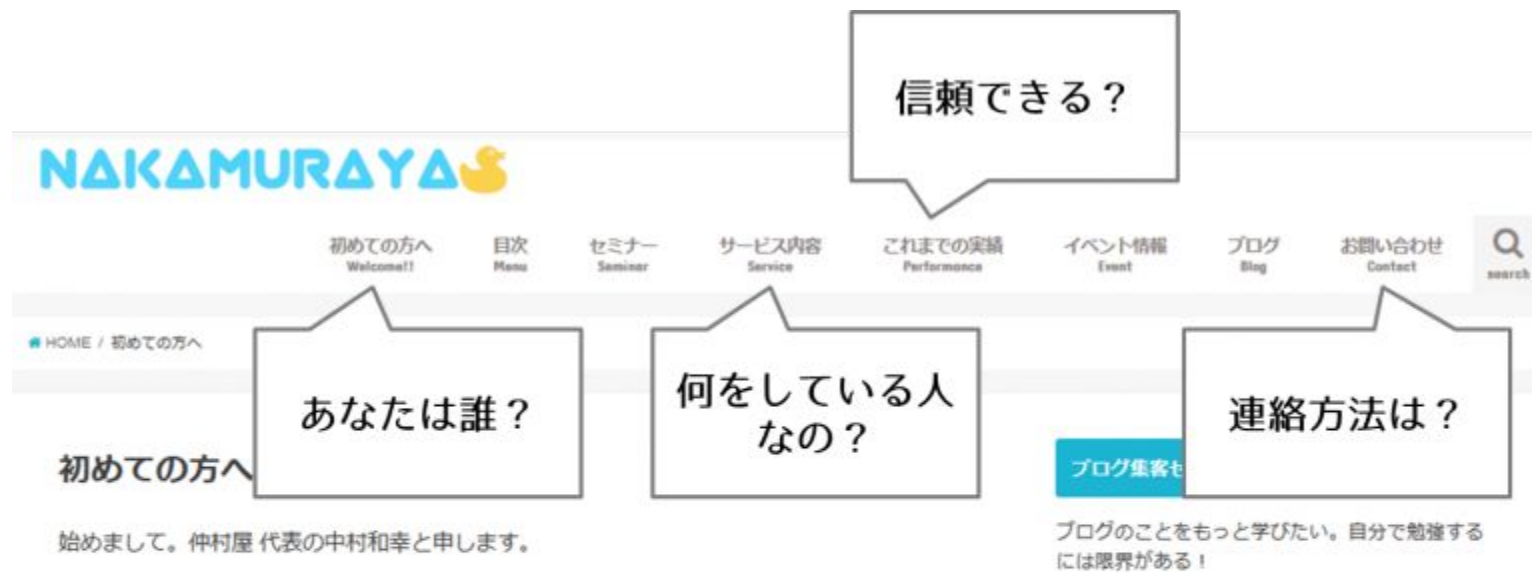 信頼できる？
NAKAMURAYA
初めての方へ 目次 セミナー サービス内容 これまでの実績 イベント情報 ブログ お問い合わせ
Welcome!! Menu Seminar Service Performance Event Blog Contact search
HOME / 初めての方へ
あなたは誰？
何をしている人
なの？
連絡方法は？
初めての方へ
ブログ集客セ
始めまして。仲村屋 代表の中村和幸と申します。
ブログのことをもっと学びたい。自分で勉強する
には限界がある！